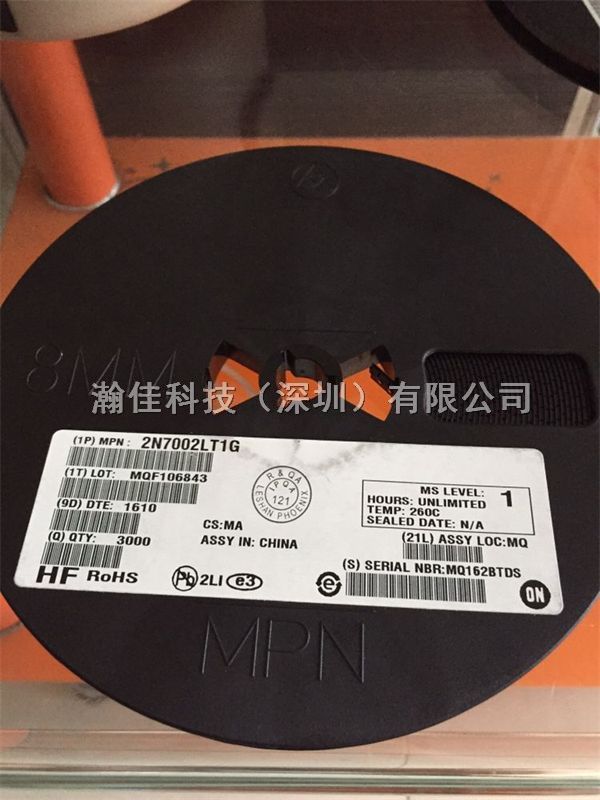 8MM
瀚佳科技（深圳）有限公司
(1P) MPN: 2N7002LT1G
(1T) LOT: MQF106843
(9D) DTE: 1610
(Q) QTY: 3000
HF RoHS
R & QA
IPQA
121
LESHAN PHOENIX
CS:MA
ASSY IN: CHINA
Pb 2LI e3
e
MS LEVEL: 1
HOURS: UNLIMITED
TEMP: 260C
SEALED DATE: N/A
(21L) ASSY LOC:MQ
(S) SERIAL NBR:MQ162BTDS
ON
MPN